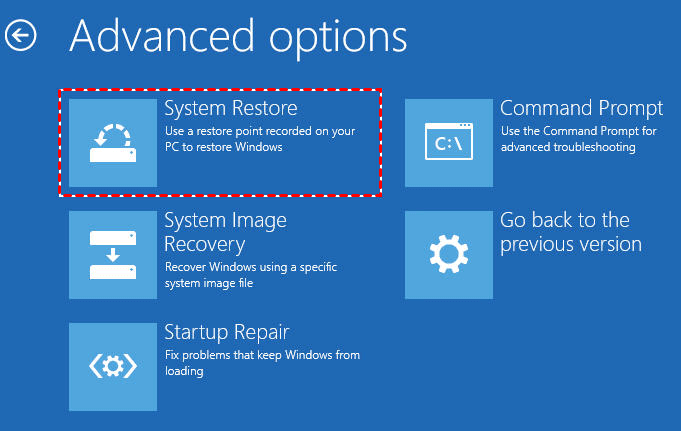 Advanced options
System Restore
Use a restore point recorded on your
PC to restore Windows
Command Prompt
Use the Command Prompt for
advanced troubleshooting
C:\
System Image
Recovery
Recover Windows using a specific
system image file
Go back to the
previous version
Startup Repair
Fix problems that keep Windows from
loading